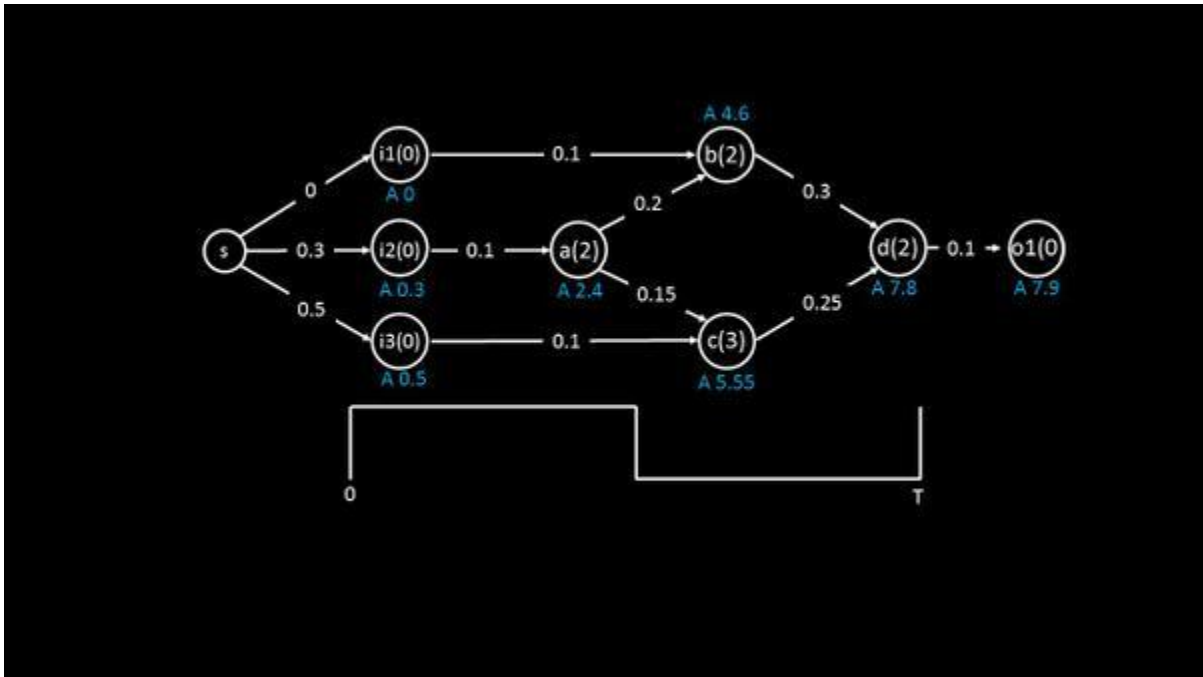 A 4.6
i1(0) 0.1 b(2)
A 0
0 0.2 0.3
s 0.3 i2(0) 0.1 a(2) d(2) 0.1 o1(0
A 0.3 A 2.4 A 7.8 A 7.9
0.5 0.15 0.25
i3(0) 0.1 c(3)
A 0.5 A 5.55
0 T